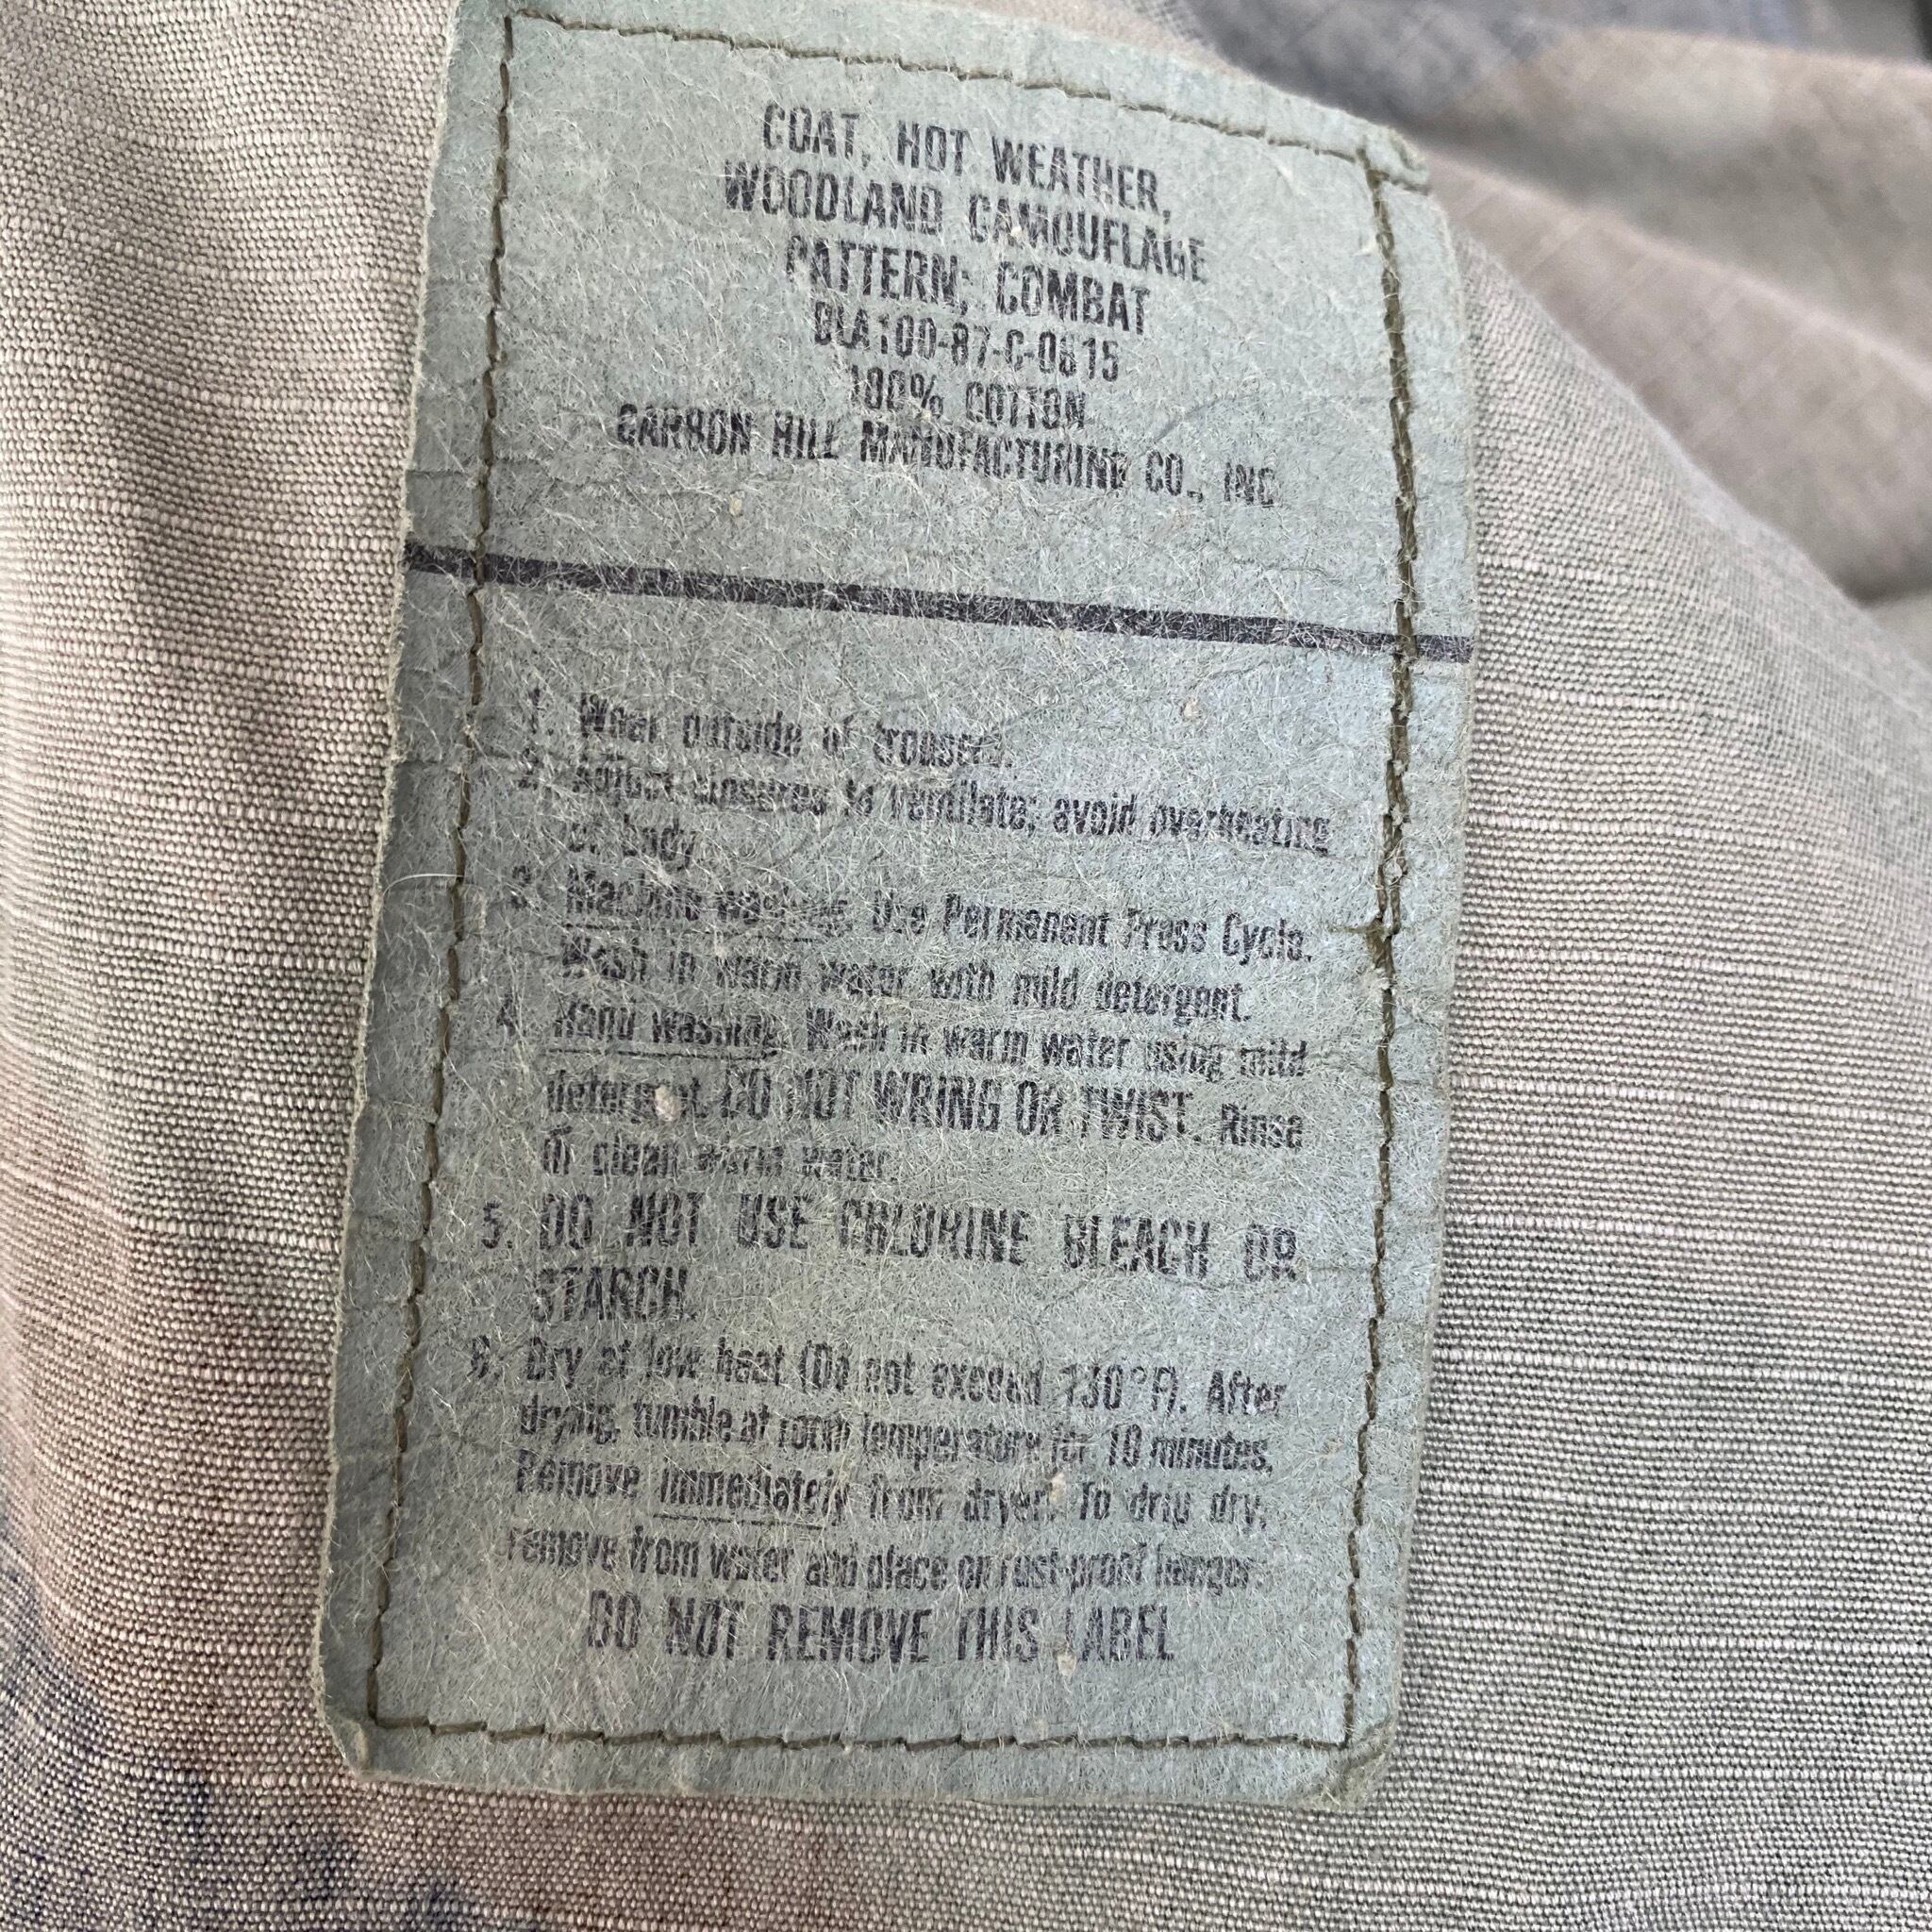 COAT, HOT WEATHER,
WOODLAND CAMOUFLAGE
PATTERN; COMBAT
DLA100-87-C-0615
100% COTTON
CARBON HILL MANUFACTURING CO., INC
1. Wear outside of trousers.
2. Adjust closures to ventilate; avoid overheating
of body
3. Machine washing. Use Permanent Press Cycle.
Wash in warm water with mild detergent.
4. Hand washing. Wash in warm water using mild
detergent. DO NOT WRING OR TWIST. Rinse
in clean warm water.
5. DO NOT USE CHLORINE BLEACH OR
STARCH.
6. Dry at low heat (Do not exceed 130°F). After
drying, tumble at room temperature for 10 minutes.
Remove immediately from dryer. To drip dry,
remove from water and place on rust-proof hanger.
DO NOT REMOVE THIS LABEL